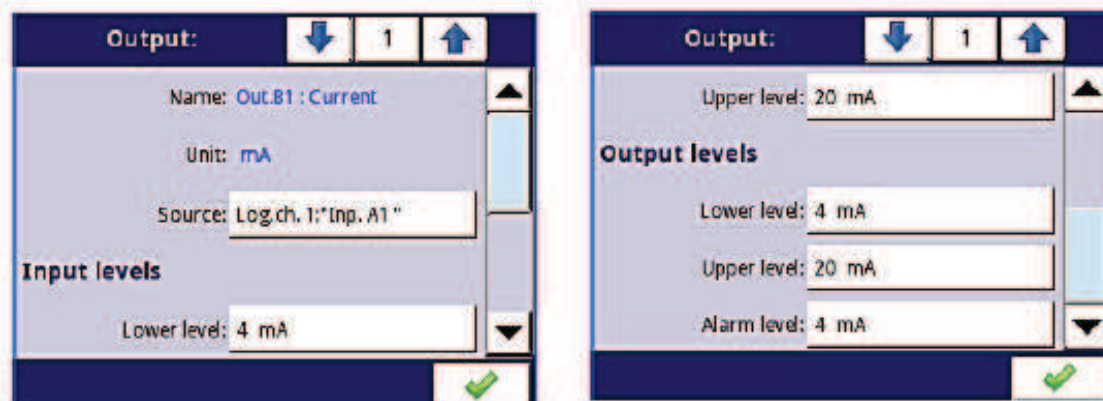 Output:
1
Name: Out.B1 : Current
Unit: mA
Source: Log.ch. 1:"Inp. A1 "
Input levels
Lower level: 4 mA
Output:
1
Upper level: 20 mA
Output levels
Lower level: 4 mA
Upper level: 20 mA
Alarm level: 4 mA